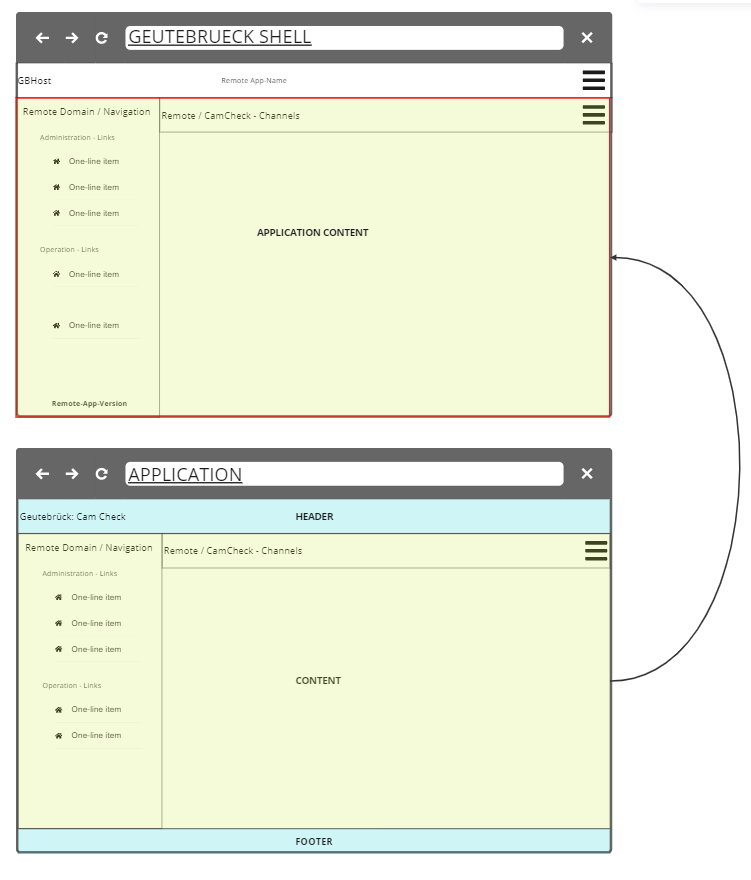 GEUTEBRUECK SHELL
GBHost
Remote App-Name
Remote Domain / Navigation
Remote / CamCheck - Channels
Administration - Links
One-line item
One-line item
One-line item
APPLICATION CONTENT
Operation - Links
One-line item
One-line item
Remote-App-Version
APPLICATION
Geutebrück: Cam Check
HEADER
Remote Domain / Navigation
Remote / CamCheck - Channels
Administration - Links
One-line item
One-line item
One-line item
CONTENT
Operation - Links
One-line item
One-line item
FOOTER